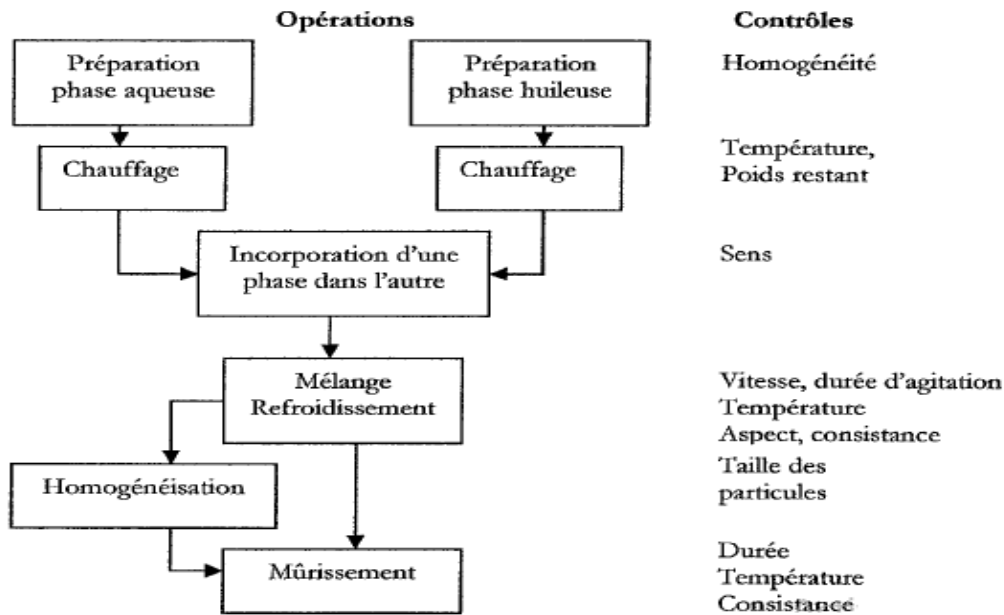 Opérations
Contrôles
Préparation
phase aqueuse
Préparation
phase huileuse
Homogénéité
Chauffage
Chauffage
Température,
Poids restant
Incorporation d'une
phase dans l'autre
Sens
Mélange
Refroidissement
Vitesse, durée d'agitation
Température
Aspect, consistance
Homogénéisation
Taille des
particules
Mûrissement
Durée
Température
Consistance